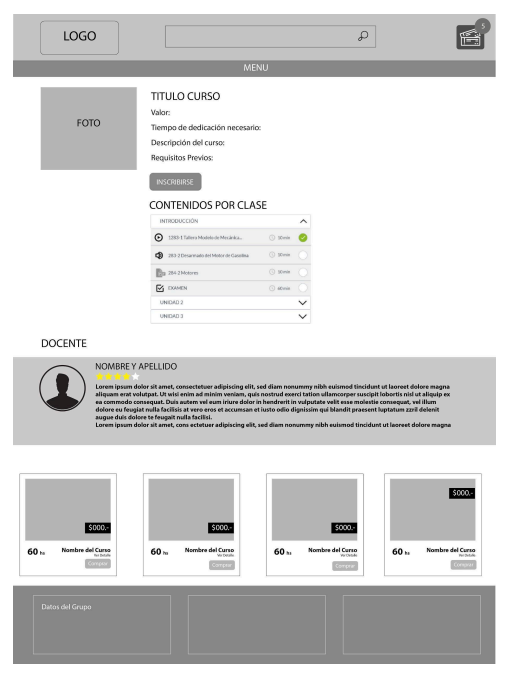 LOGO
5
MENU
FOTO
TITULO CURSO
Valor:
Tiempo de dedicación necesario:
Descripción del curso:
Requisitos Previos:
INSCRIBIRSE
CONTENIDOS POR CLASE
INTRODUCCIÓN
1280-1 Tallera Modelo de Mecánica... 10 min
283-2 Desarmado del Motor de Gasolina 10 min
284-2 Motores 10 min
EXAMEN 60 min
UNIDAD 2
UNIDAD 3
DOCENTE
NOMBRE Y APELLIDO
Lorem ipsum dolor sit amet, consectetuer adipiscing elit, sed diam nonummy nibh euismod tincidunt ut laoreet dolore magna
aliquam erat volutpat. Ut wisi enim ad minim veniam, quis nostrud exerci tation ullamcorper suscipit lobortis nisl ut aliquip ex
ea commodo consequat. Duis autem vel eum iriure dolor in hendrerit in vulputate velit esse molestie consequat, vel illum
dolore eu feugiat nulla facilisis at vero eros et accumsan et iusto odio dignissim qui blandit praesent luptatum zzril delenit
augue duis dolore te feugait nulla facilisi.
Lorem ipsum dolor sit amet, cons ectetuer adipiscing elit, sed diam nonummy nibh euismod tincidunt ut laoreet dolore magna
$000.-
60 hs Nombre del Curso
Ver Detalle
Comprar
$000.-
60 hs Nombre del Curso
Ver Detalle
Comprar
$000.-
60 hs Nombre del Curso
Ver Detalle
Comprar
$000.-
60 hs Nombre del Curso
Ver Detalle
Comprar
Datos del Grupo